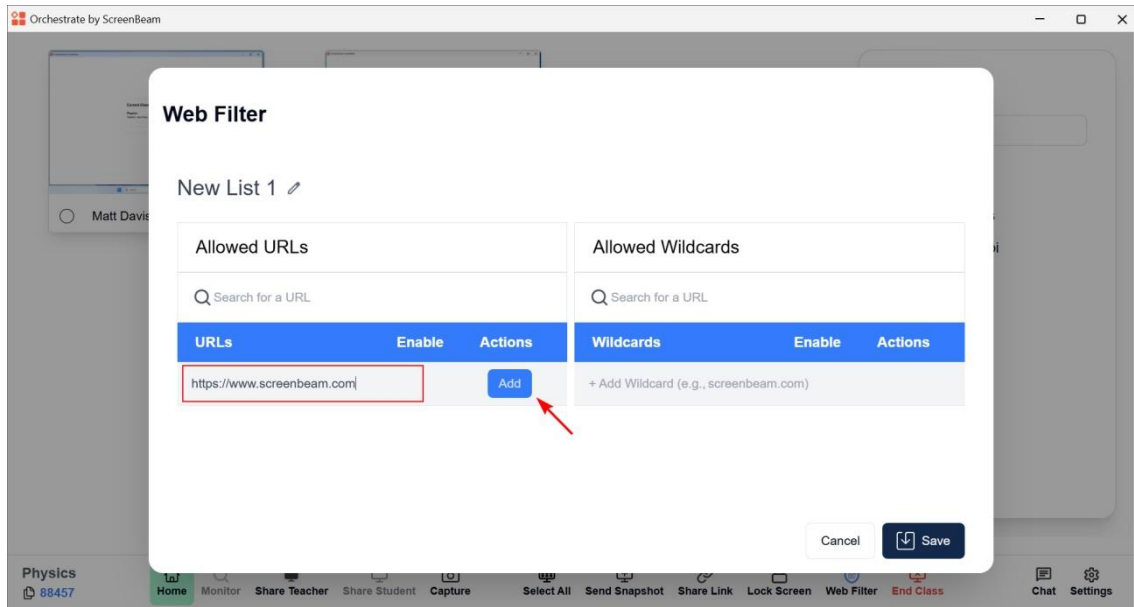 Orchestrate by ScreenBeam
Web Filter
New List 1
Matt Davis
Allowed URLs
Allowed Wildcards
Search for a URL
Search for a URL
URLs Enable Actions
Wildcards Enable Actions
https://www.screenbeam.com
Add
+ Add Wildcard (e.g., screenbeam.com)
Cancel
Save
Physics
88457
Home Monitor Share Teacher Share Student Capture Select All Send Snapshot Share Link Lock Screen Web Filter End Class Chat Settings